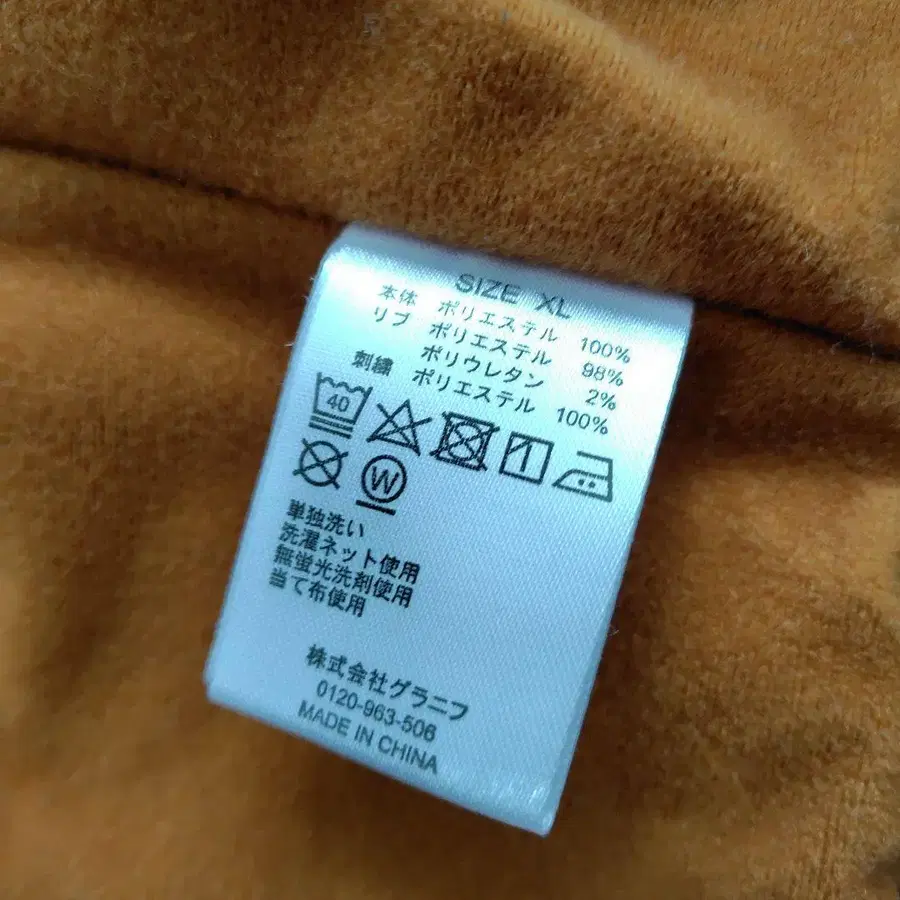 SIZE XL
本体 ポリエステル 100%
リブ ポリエステル 98%
ポリウレタン 2%
刺繍 ポリエステル 100%
40
W
単独洗い
洗濯ネット使用
無蛍光洗剤使用
当て布使用
株式会社グラニフ
0120-963-506
MADE IN CHINA